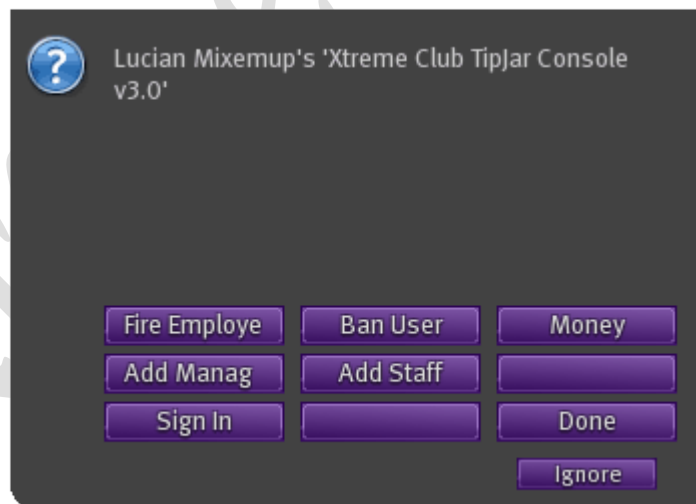 Lucian Mixemup's 'Xtreme Club TipJar Console
v3.0'
Fire Employe Ban User Money
Add Manag Add Staff
Sign In Done
Ignore